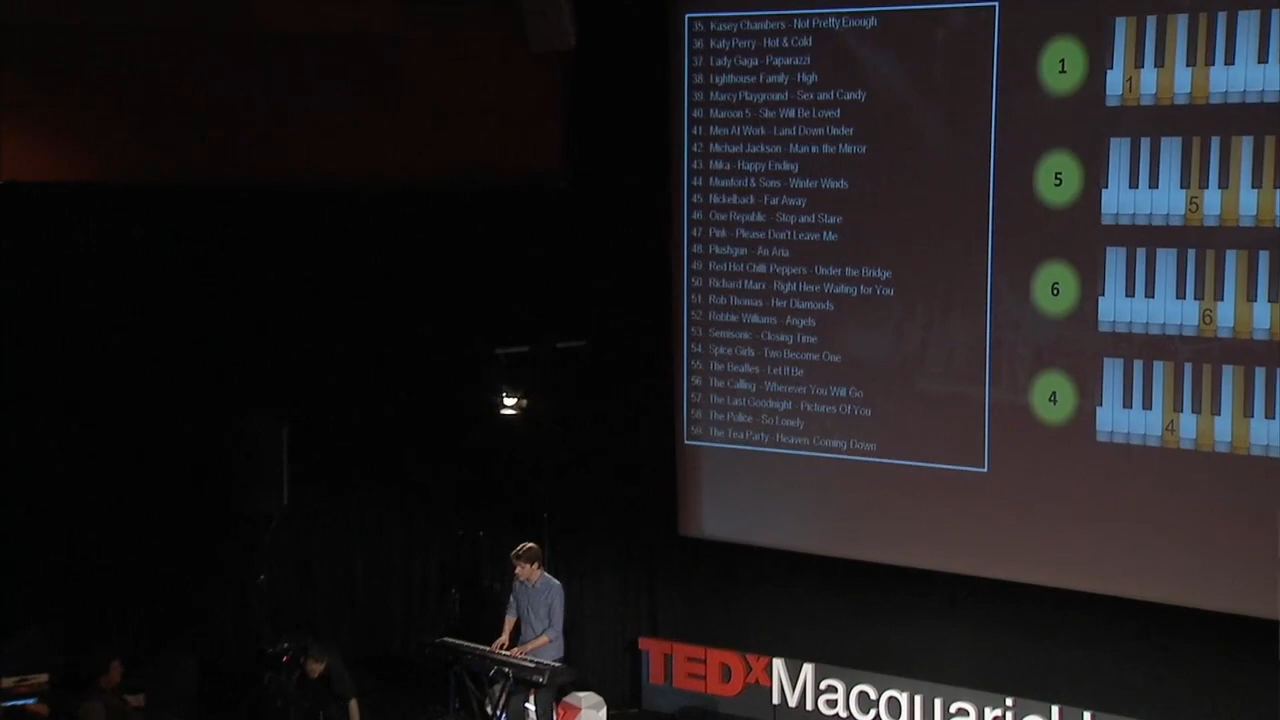 35. Kasey Chambers - Not Pretty Enough
36. Katy Perry - Hot & Cold
37. Lady Gaga - Paparazzi
38. Lighthouse Family - High
39. Marcy Playground - Sex and Candy
40. Maroon 5 - She Will Be Loved
41. Men At Work - Land Down Under
42. Michael Jackson - Man in the Mirror
43. Mika - Happy Ending
44. Mumford & Sons - Winter Winds
45. Nickelback - Far Away
46. One Republic - Stop and Stare
47. Pink - Please Don't Leave Me
48. Plushgun - An Aria
49. Red Hot Chilli Peppers - Under the Bridge
50. Richard Marx - Right Here Waiting for You
51. Rob Thomas - Her Diamonds
52. Robbie Williams - Angels
53. Semisonic - Closing Time
54. Spice Girls - Two Become One
55. The Beatles - Let It Be
56. The Calling - Wherever You Will Go
57. The Last Goodnight - Pictures Of You
58. The Police - So Lonely
59. The Tea Party - Heaven Coming Down
1
1
5
5
6
6
4
4
TEDx Macquarie